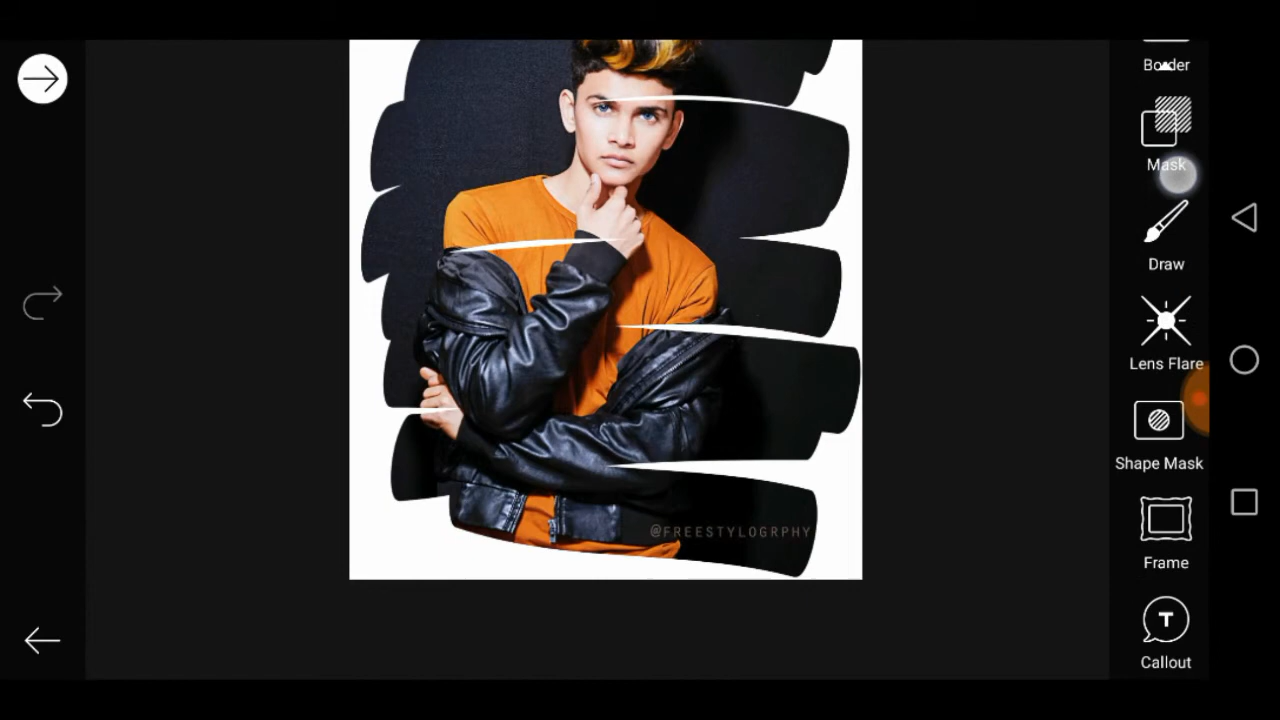 Border
Mask
Draw
Lens Flare
Shape Mask
Frame
T
Callout
@FREESTYLOGRPHY